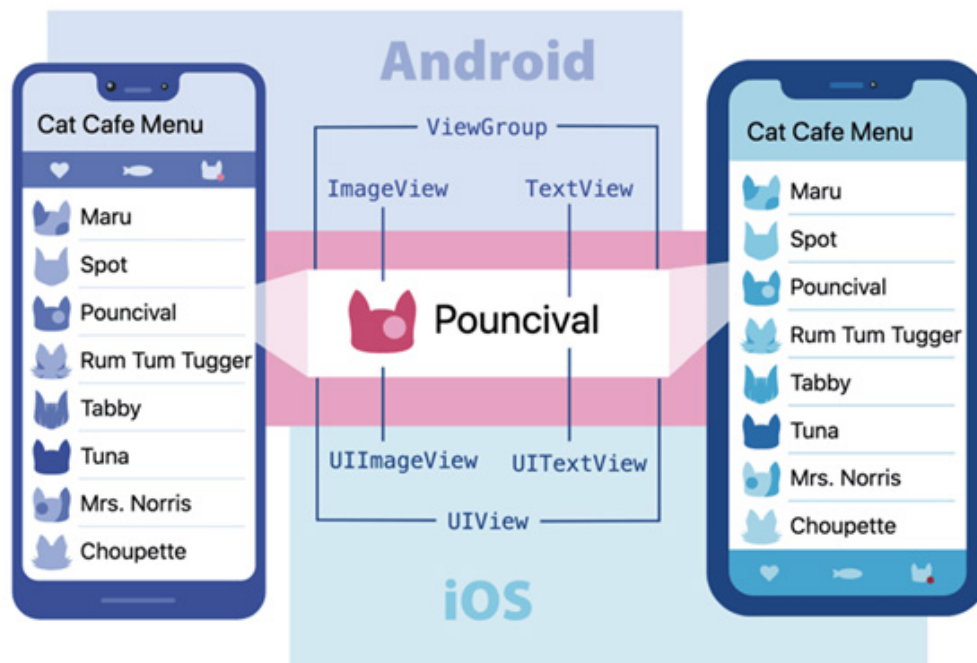 Android
Cat Cafe Menu
Maru
Spot
Pouncival
Rum Tum Tugger
Tabby
Tuna
Mrs. Norris
Choupette
ViewGroup
ImageView TextView
Pouncival
UIImageView UITextView
UIView
iOS
Cat Cafe Menu
Maru
Spot
Pouncival
Rum Tum Tugger
Tabby
Tuna
Mrs. Norris
Choupette